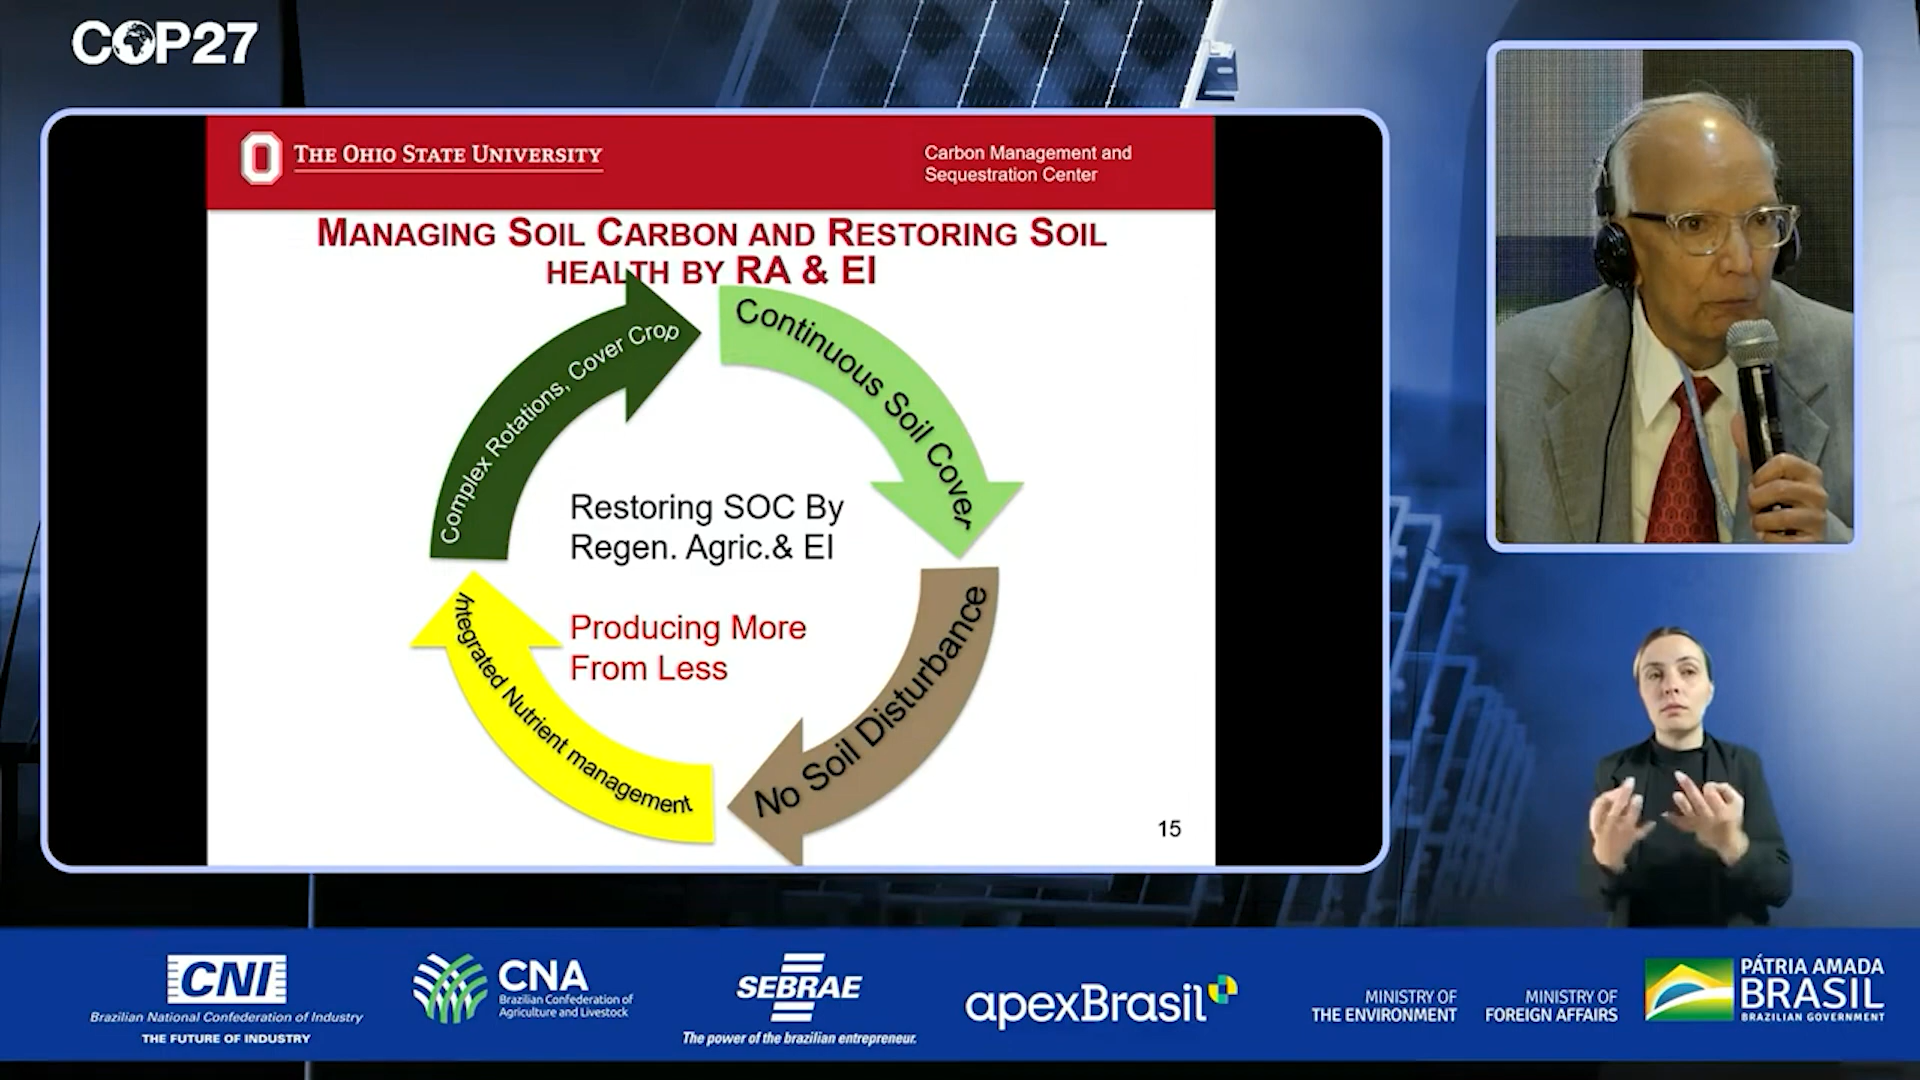 COP27
THE OHIO STATE UNIVERSITY
Carbon Management and
Sequestration Center
MANAGING SOIL CARBON AND RESTORING SOIL
HEALTH BY RA & EI
Complex Rotations, Cover Crop
Continuous Soil Cover
Restoring SOC By
Regen. Agric.& EI
Producing More
From Less
Integrated Nutrient management
No Soil Disturbance
15
CNI
Brazilian National Confederation of Industry
THE FUTURE OF INDUSTRY
CNA
Brazilian Confederation of
Agriculture and Livestock
SEBRAE
The power of the brazilian entrepreneur.
apexBrasil
MINISTRY OF
THE ENVIRONMENT
MINISTRY OF
FOREIGN AFFAIRS
PÁTRIA AMADA
BRASIL
BRAZILIAN GOVERNMENT